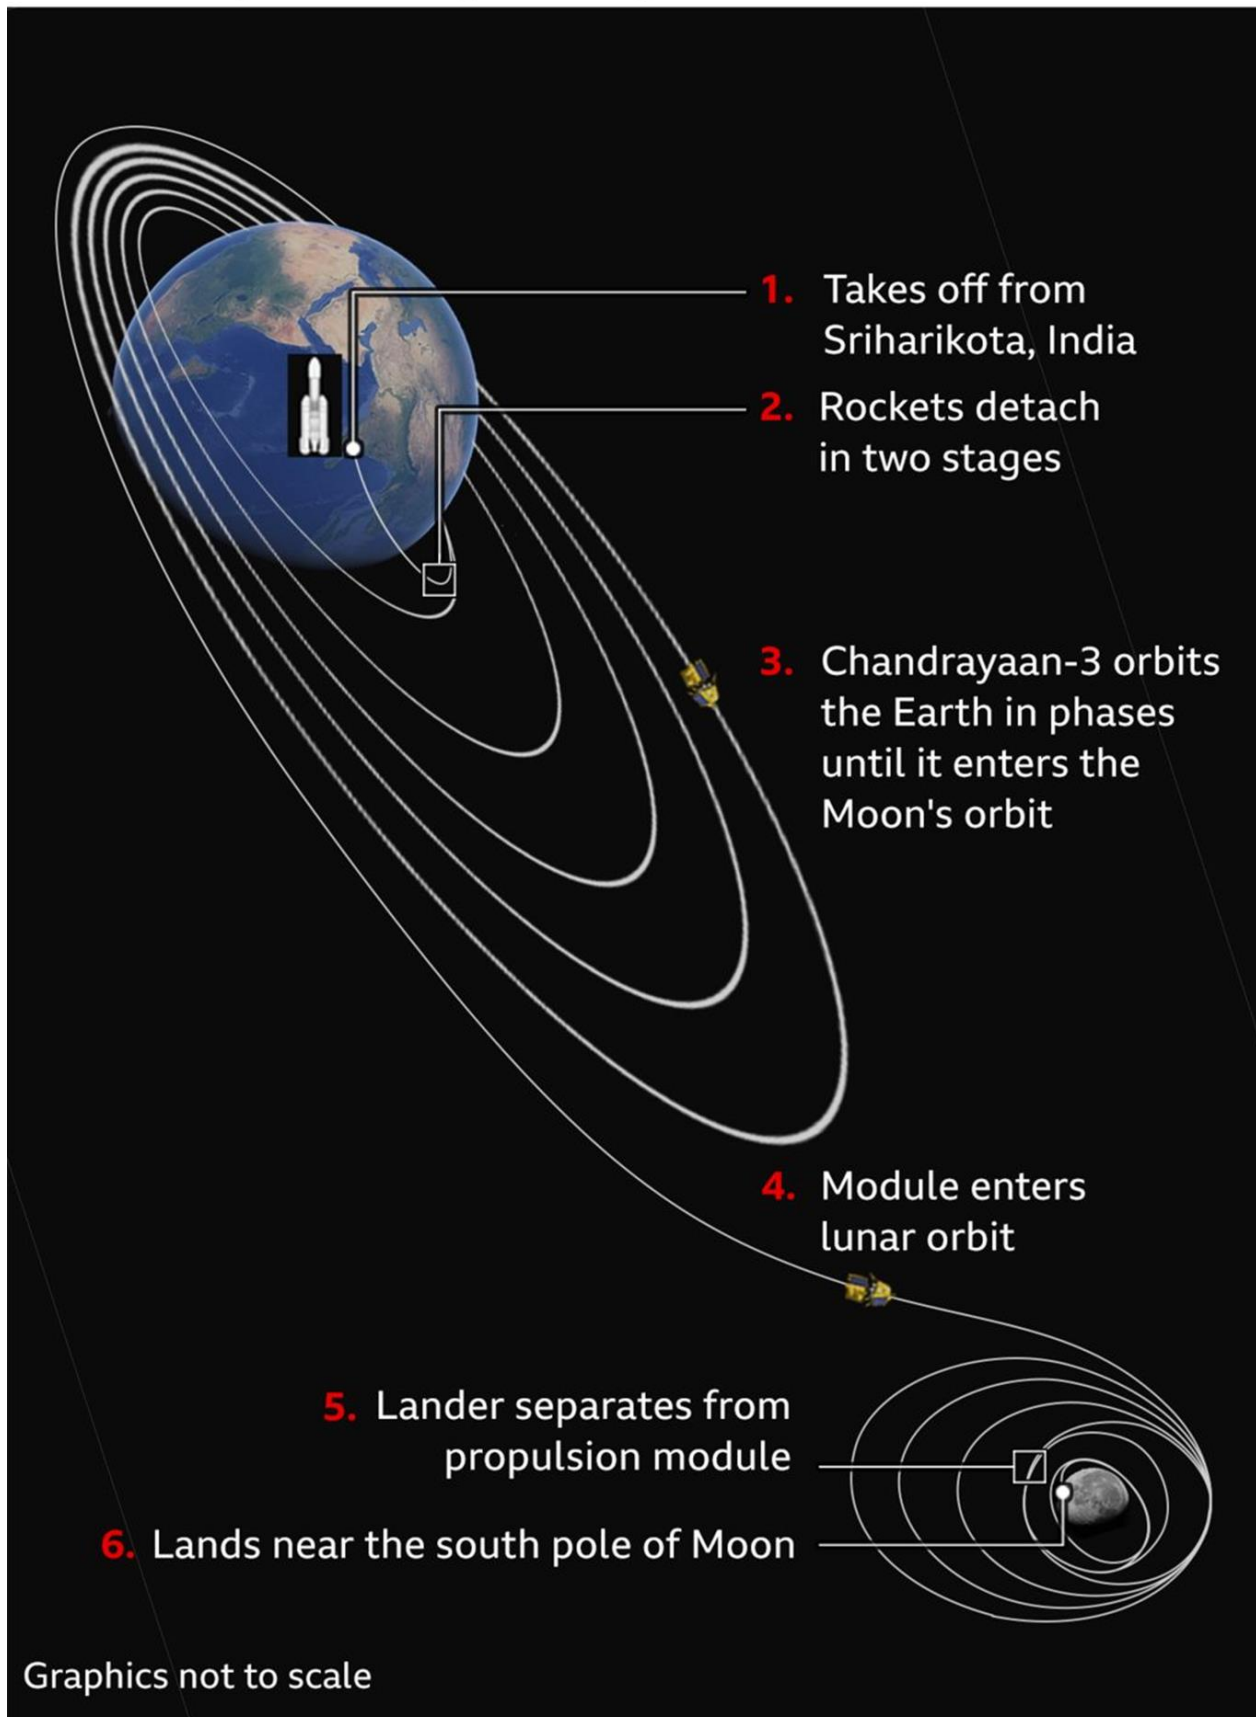 1. Takes off from
Sriharikota, India
2. Rockets detach
in two stages
3. Chandrayaan-3 orbits
the Earth in phases
until it enters the
Moon's orbit
4. Module enters
lunar orbit
5. Lander separates from
propulsion module
6. Lands near the south pole of Moon
Graphics not to scale